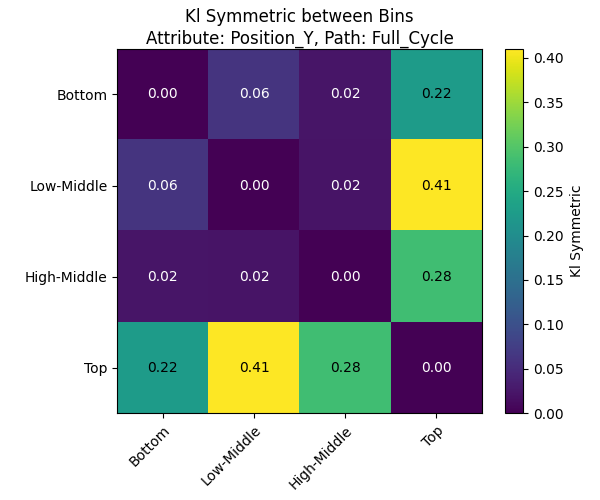 Kl Symmetric between Bins
Attribute: Position_Y, Path: Full_Cycle
Bottom 0.00 0.06 0.02 0.22
Low-Middle 0.06 0.00 0.02 0.41
High-Middle 0.02 0.02 0.00 0.28
Top 0.22 0.41 0.28 0.00
Bottom Low-Middle High-Middle Top
0.40
0.35
0.30
0.25
0.20
0.15
0.10
0.05
0.00
Kl Symmetric